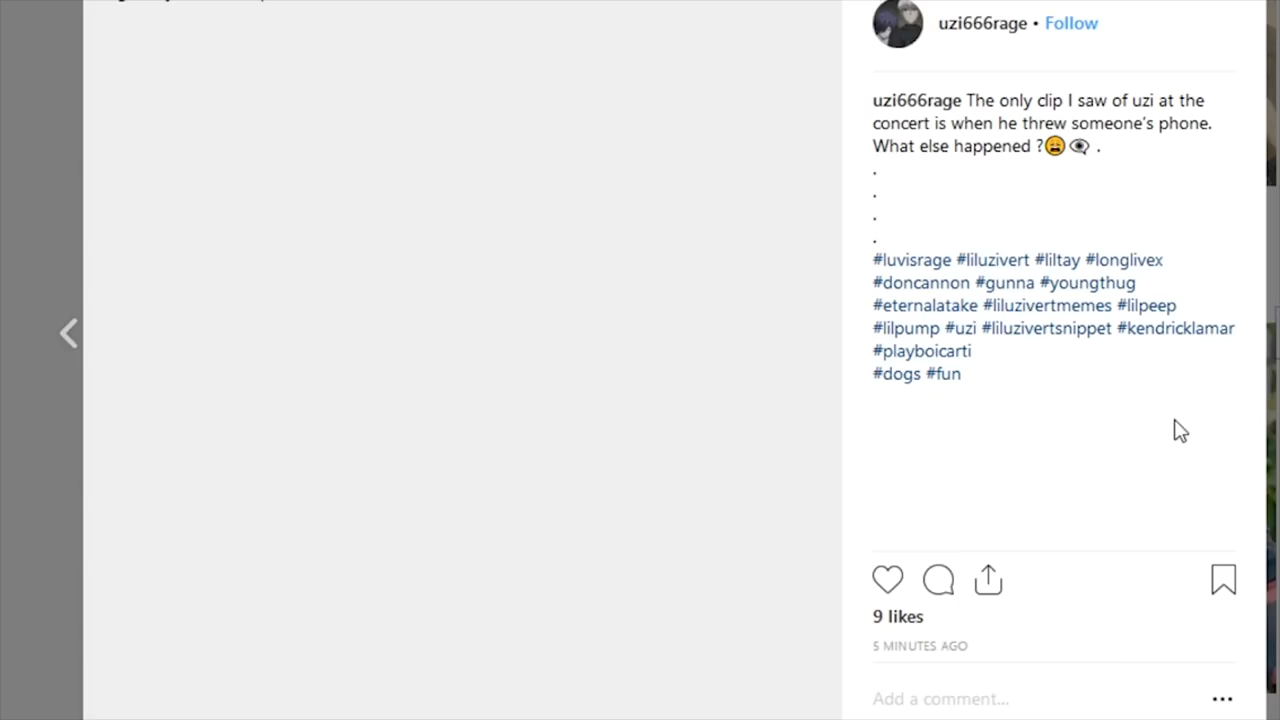 uzi666rage • Follow
uzi666rage The only clip I saw of uzi at the
concert is when he threw someone's phone.
What else happened ?😩👁️‍🗨️ .
.
.
.
.
#luvisrage #liluzivert #liltay #longlivex
#doncannon #gunna #youngthug
#eternalatake #liluzivertmemes #lilpeep
#lilpump #uzi #liluzivertsnippet #kendricklamar
#playboicarti
#dogs #fun
9 likes
5 MINUTES AGO
Add a comment...